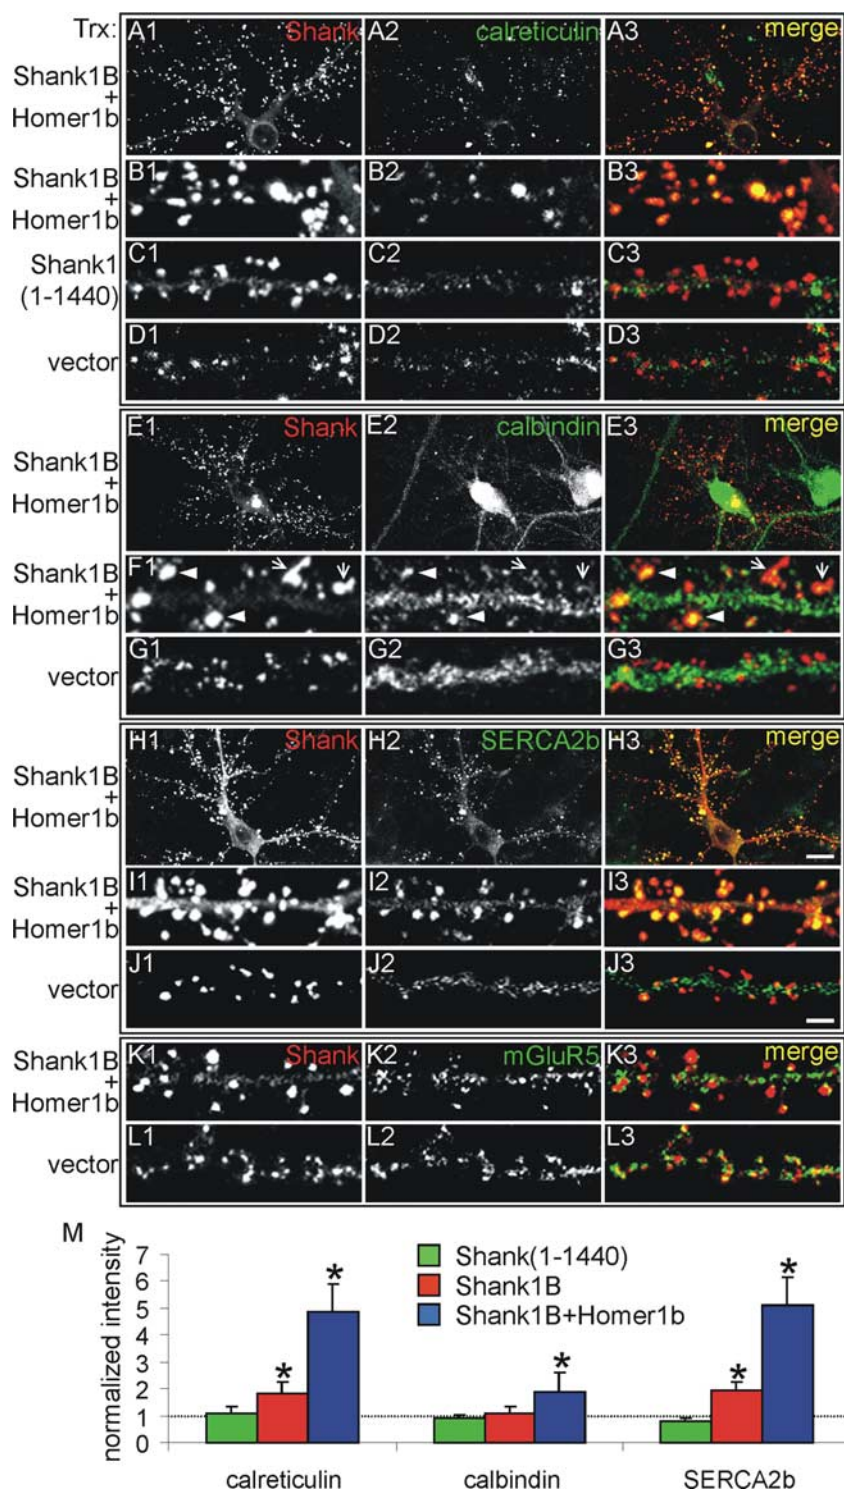 Trx: A1 Shank A2 calreticulin A3 merge
Shank1B
+
Homer1b
B1 B2 B3
Shank1B
+
Homer1b
C1 C2 C3
Shank1
(1-1440)
D1 D2 D3
vector
E1 Shank E2 calbindin E3 merge
Shank1B
+
Homer1b
F1 F2 F3
Shank1B
+
Homer1b
G1 G2 G3
vector
H1 Shank H2 SERCA2b H3 merge
Shank1B
+
Homer1b
I1 I2 I3
Shank1B
+
Homer1b
J1 J2 J3
vector
K1 Shank K2 mGluR5 K3 merge
Shank1B
+
Homer1b
L1 L2 L3
vector
M
normalized intensity
7
6
5
4
3
2
1
0
Shank(1-1440)
Shank1B
Shank1B+Homer1b
* * * * *
calreticulin calbindin SERCA2b